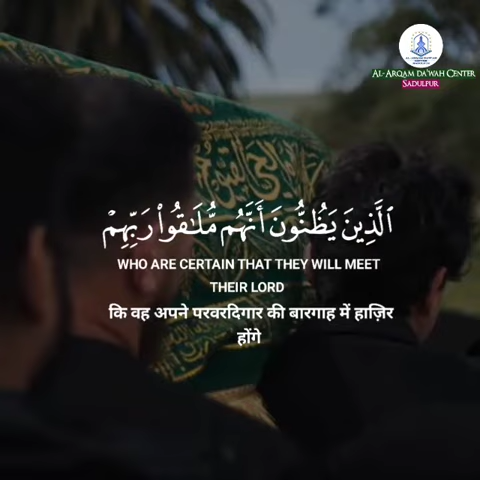 AL-ARQAM DA'WAH CENTER
SADULPUR
ٱلَّذِينَ يَظُنُّونَ أَنَّهُم مُّلَـٰقُوا۟ رَبِّهِمْ
WHO ARE CERTAIN THAT THEY WILL MEET
THEIR LORD
कि वह अपने परवरदिगार की बारगाह में हाज़िर
होंगे